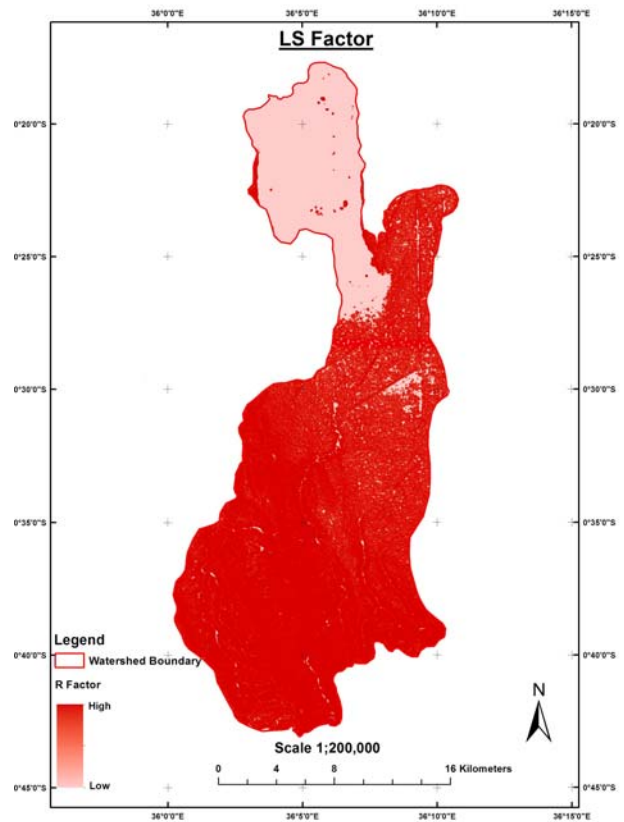 36°0'0"E 36°5'0"E 36°10'0"E 36°15'0"E
LS Factor
0°20'0"S 0°20'0"S
0°25'0"S 0°25'0"S
0°30'0"S 0°30'0"S
0°35'0"S 0°35'0"S
Legend
Watershed Boundary
0°40'0"S 0°40'0"S
R Factor
High
Low
N
Scale 1;200,000
0 4 8 16 Kilometers
0°45'0"S 0°45'0"S
36°0'0"E 36°5'0"E 36°10'0"E 36°15'0"E